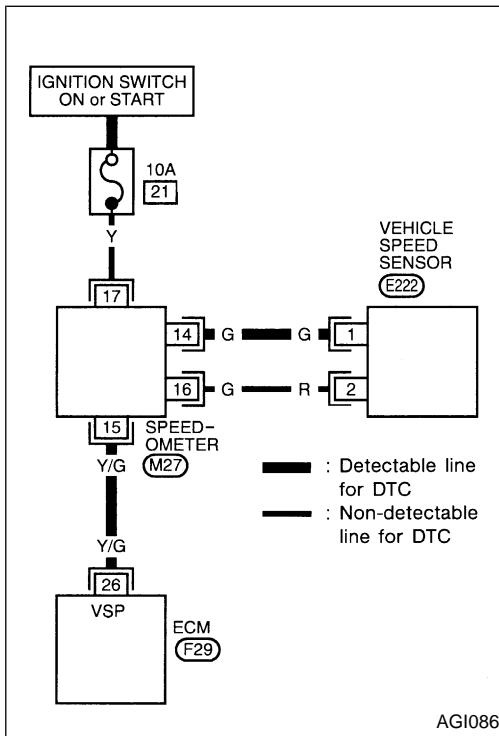 IGNITION SWITCH
ON or START
10A
21
Y
17
VEHICLE
SPEED
SENSOR
E222
14
G
G
1
16
G
R
2
15
SPEED-
OMETER
M27
Y/G
: Detectable line
for DTC
: Non-detectable
line for DTC
Y/G
26
VSP
ECM
F29
AGI086